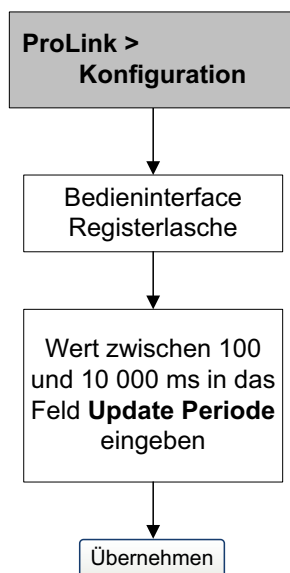 ProLink >
Konfiguration
Bedieninterface
Registerlasche
Wert zwischen 100
und 10 000 ms in das
Feld Update Periode
eingeben
Übernehmen